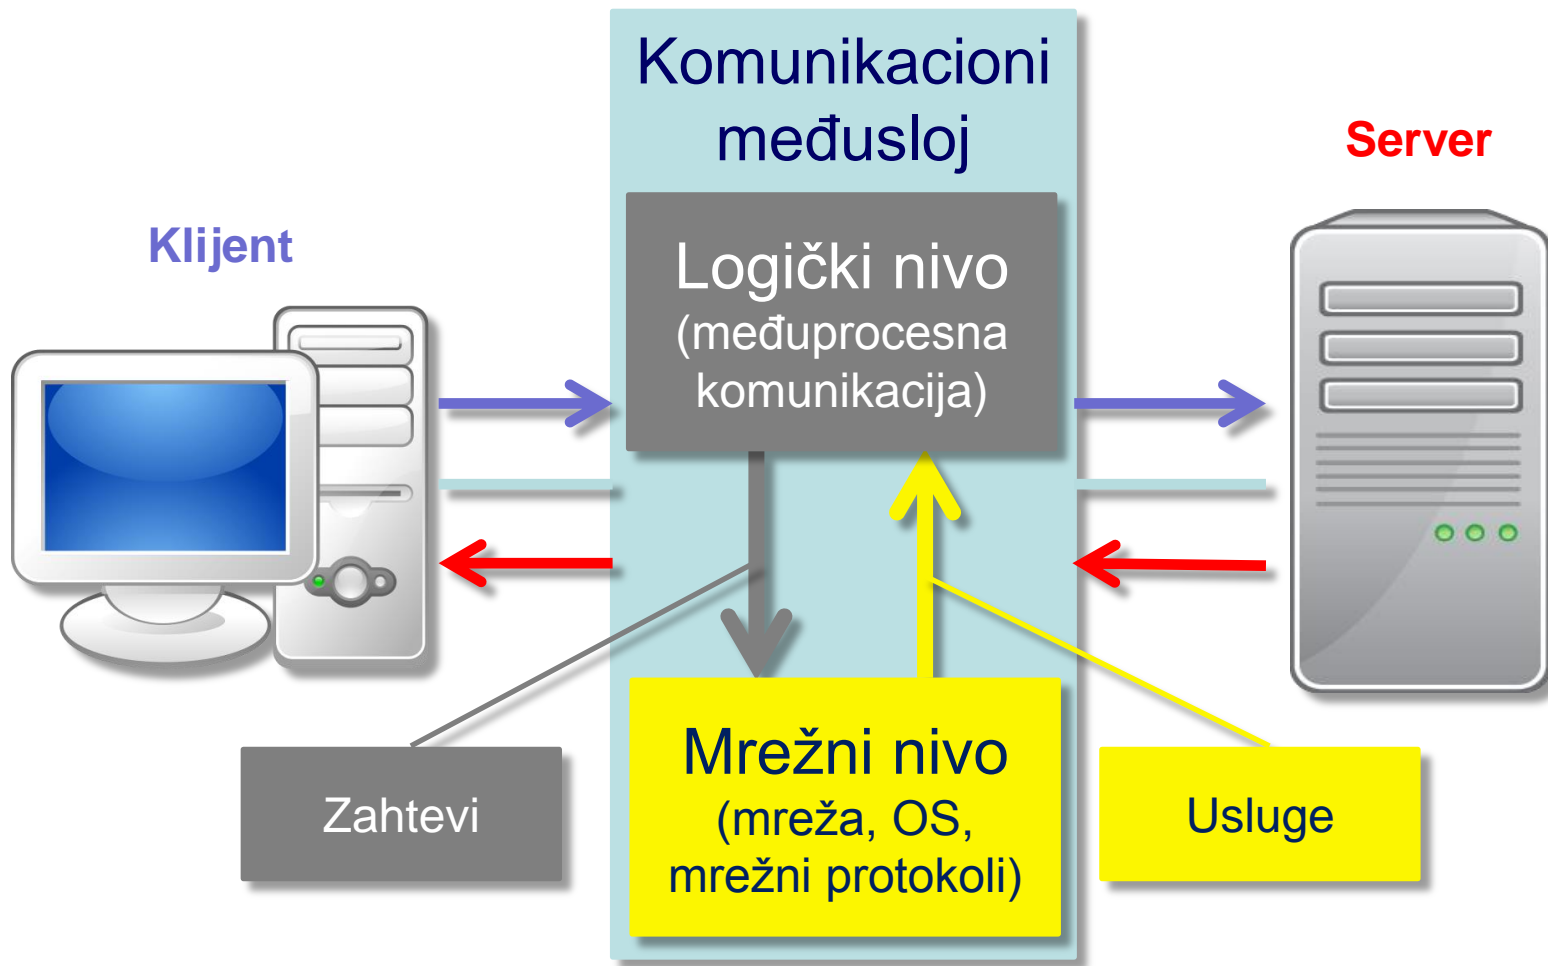 Komunikacioni
međusloj
Server
Klijent
Logički nivo
(međuprocesna
komunikacija)
Mrežni nivo
(mreža, OS,
mrežni protokoli)
Zahtevi
Usluge